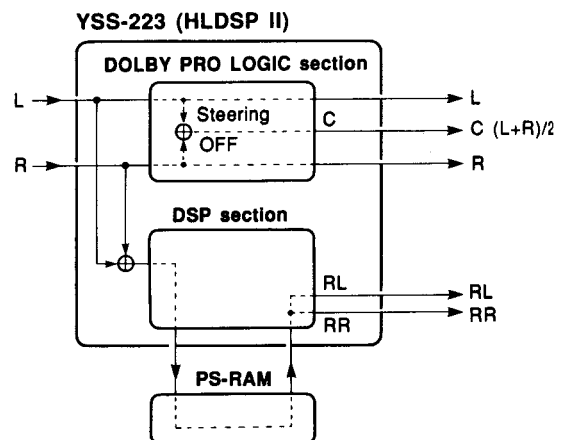 YSS-223 (HLDSP II)
DOLBY PRO LOGIC section
L
Steering
OFF
C
L
C (L+R)/2
R
R
DSP section
RL
RR
RL
RR
PS-RAM